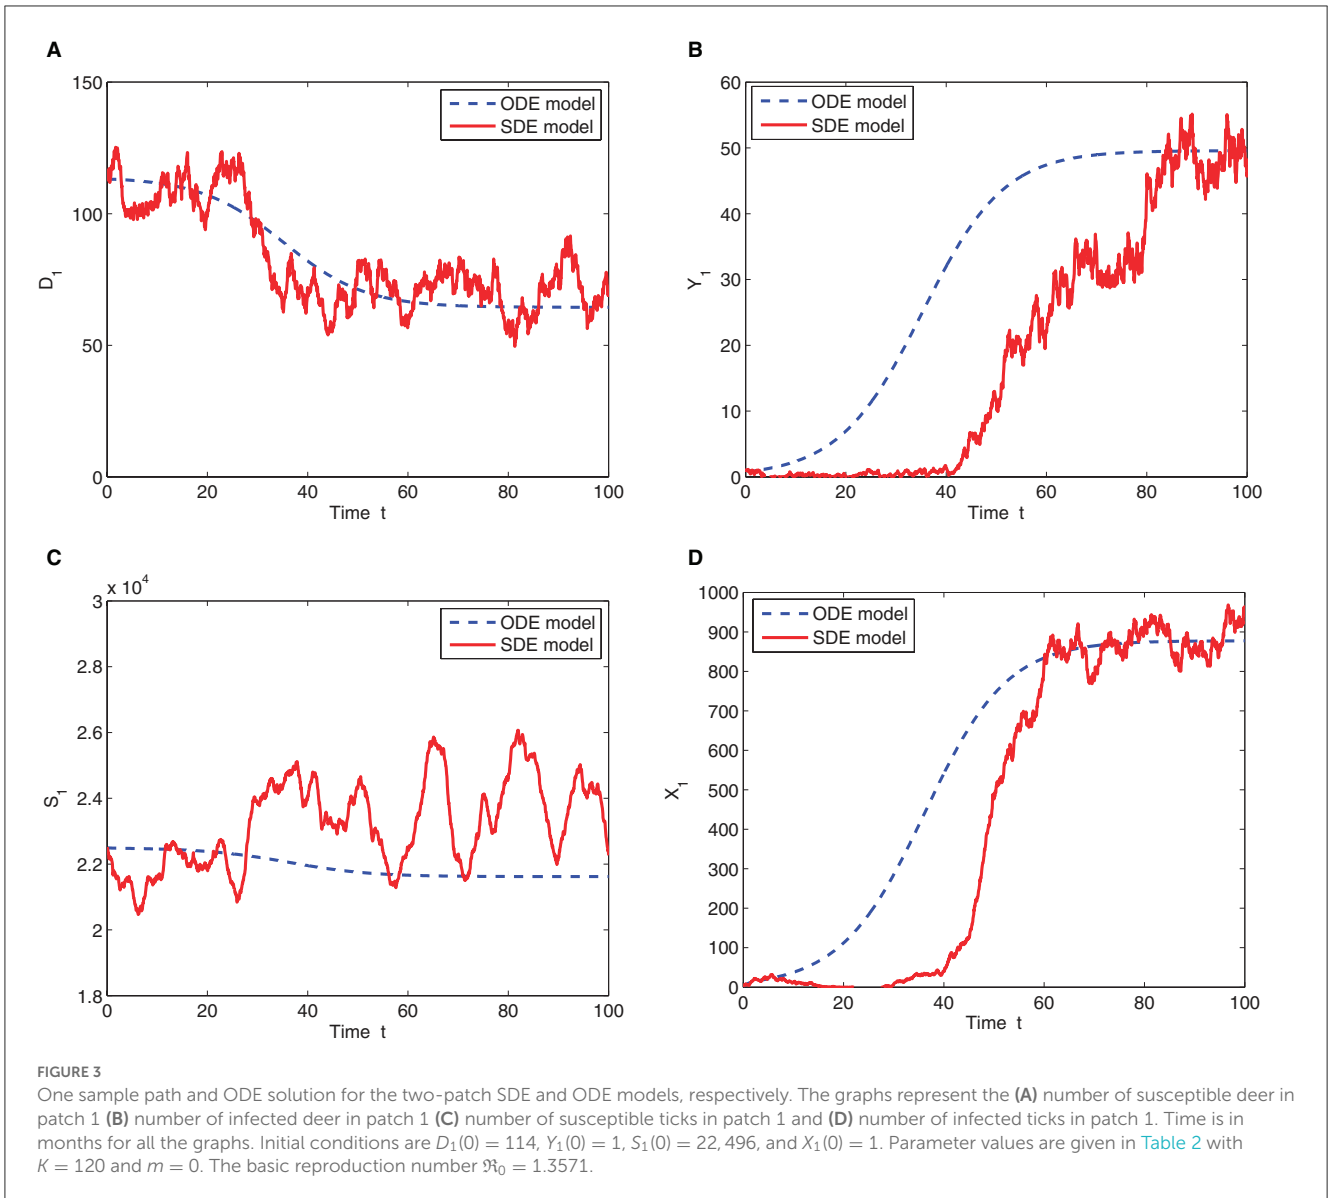 A
150
100
50
0
D1
0 20 40 60 80 100
Time t
ODE model
SDE model
B
60
50
40
30
20
10
0
Y1
0 20 40 60 80 100
Time t
ODE model
SDE model
C
x 10^4
3
2.8
2.6
2.4
2.2
2
1.8
S1
0 20 40 60 80 100
Time t
ODE model
SDE model
D
1000
900
800
700
600
500
400
300
200
100
0
X1
0 20 40 60 80 100
Time t
ODE model
SDE model
FIGURE 3
One sample path and ODE solution for the two-patch SDE and ODE models, respectively. The graphs represent the (A) number of susceptible deer in
patch 1 (B) number of infected deer in patch 1 (C) number of susceptible ticks in patch 1 and (D) number of infected ticks in patch 1. Time is in
months for all the graphs. Initial conditions are D1(0) = 114, Y1(0) = 1, S1(0) = 22, 496, and X1(0) = 1. Parameter values are given in Table 2 with
K = 120 and m = 0. The basic reproduction number ℜ0 = 1.3571.